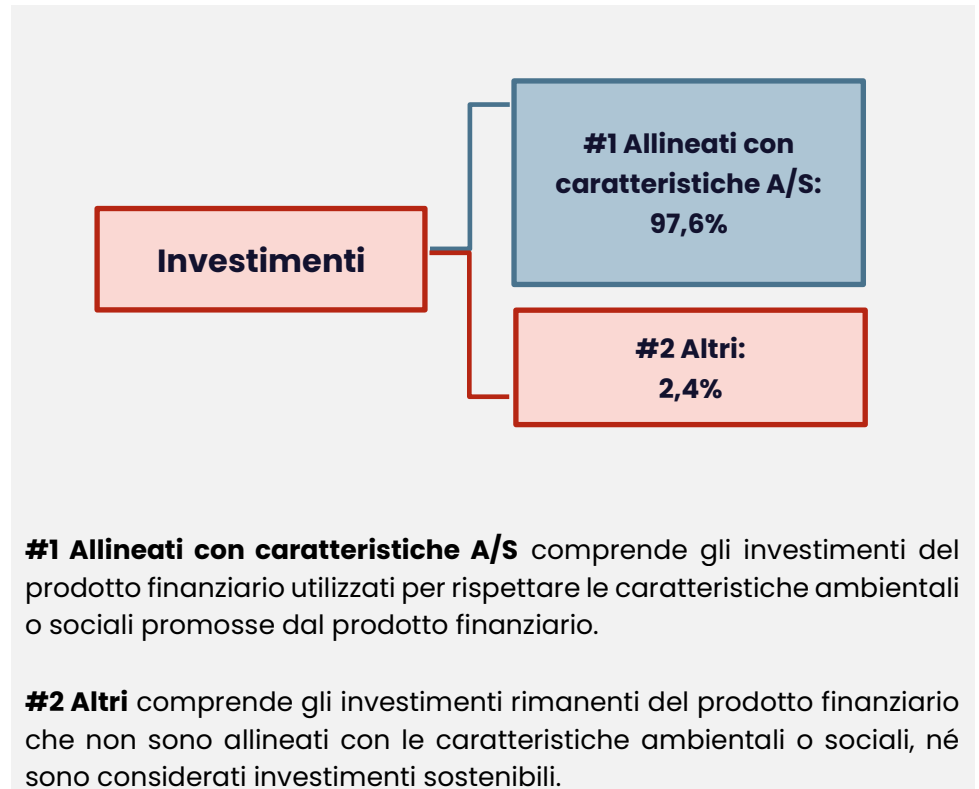 #1 Allineati con
caratteristiche A/S:
97,6%
Investimenti
#2 Altri:
2,4%
#1 Allineati con caratteristiche A/S comprende gli investimenti del
prodotto finanziario utilizzati per rispettare le caratteristiche ambientali
o sociali promosse dal prodotto finanziario.
#2 Altri comprende gli investimenti rimanenti del prodotto finanziario
che non sono allineati con le caratteristiche ambientali o sociali, né
sono considerati investimenti sostenibili.